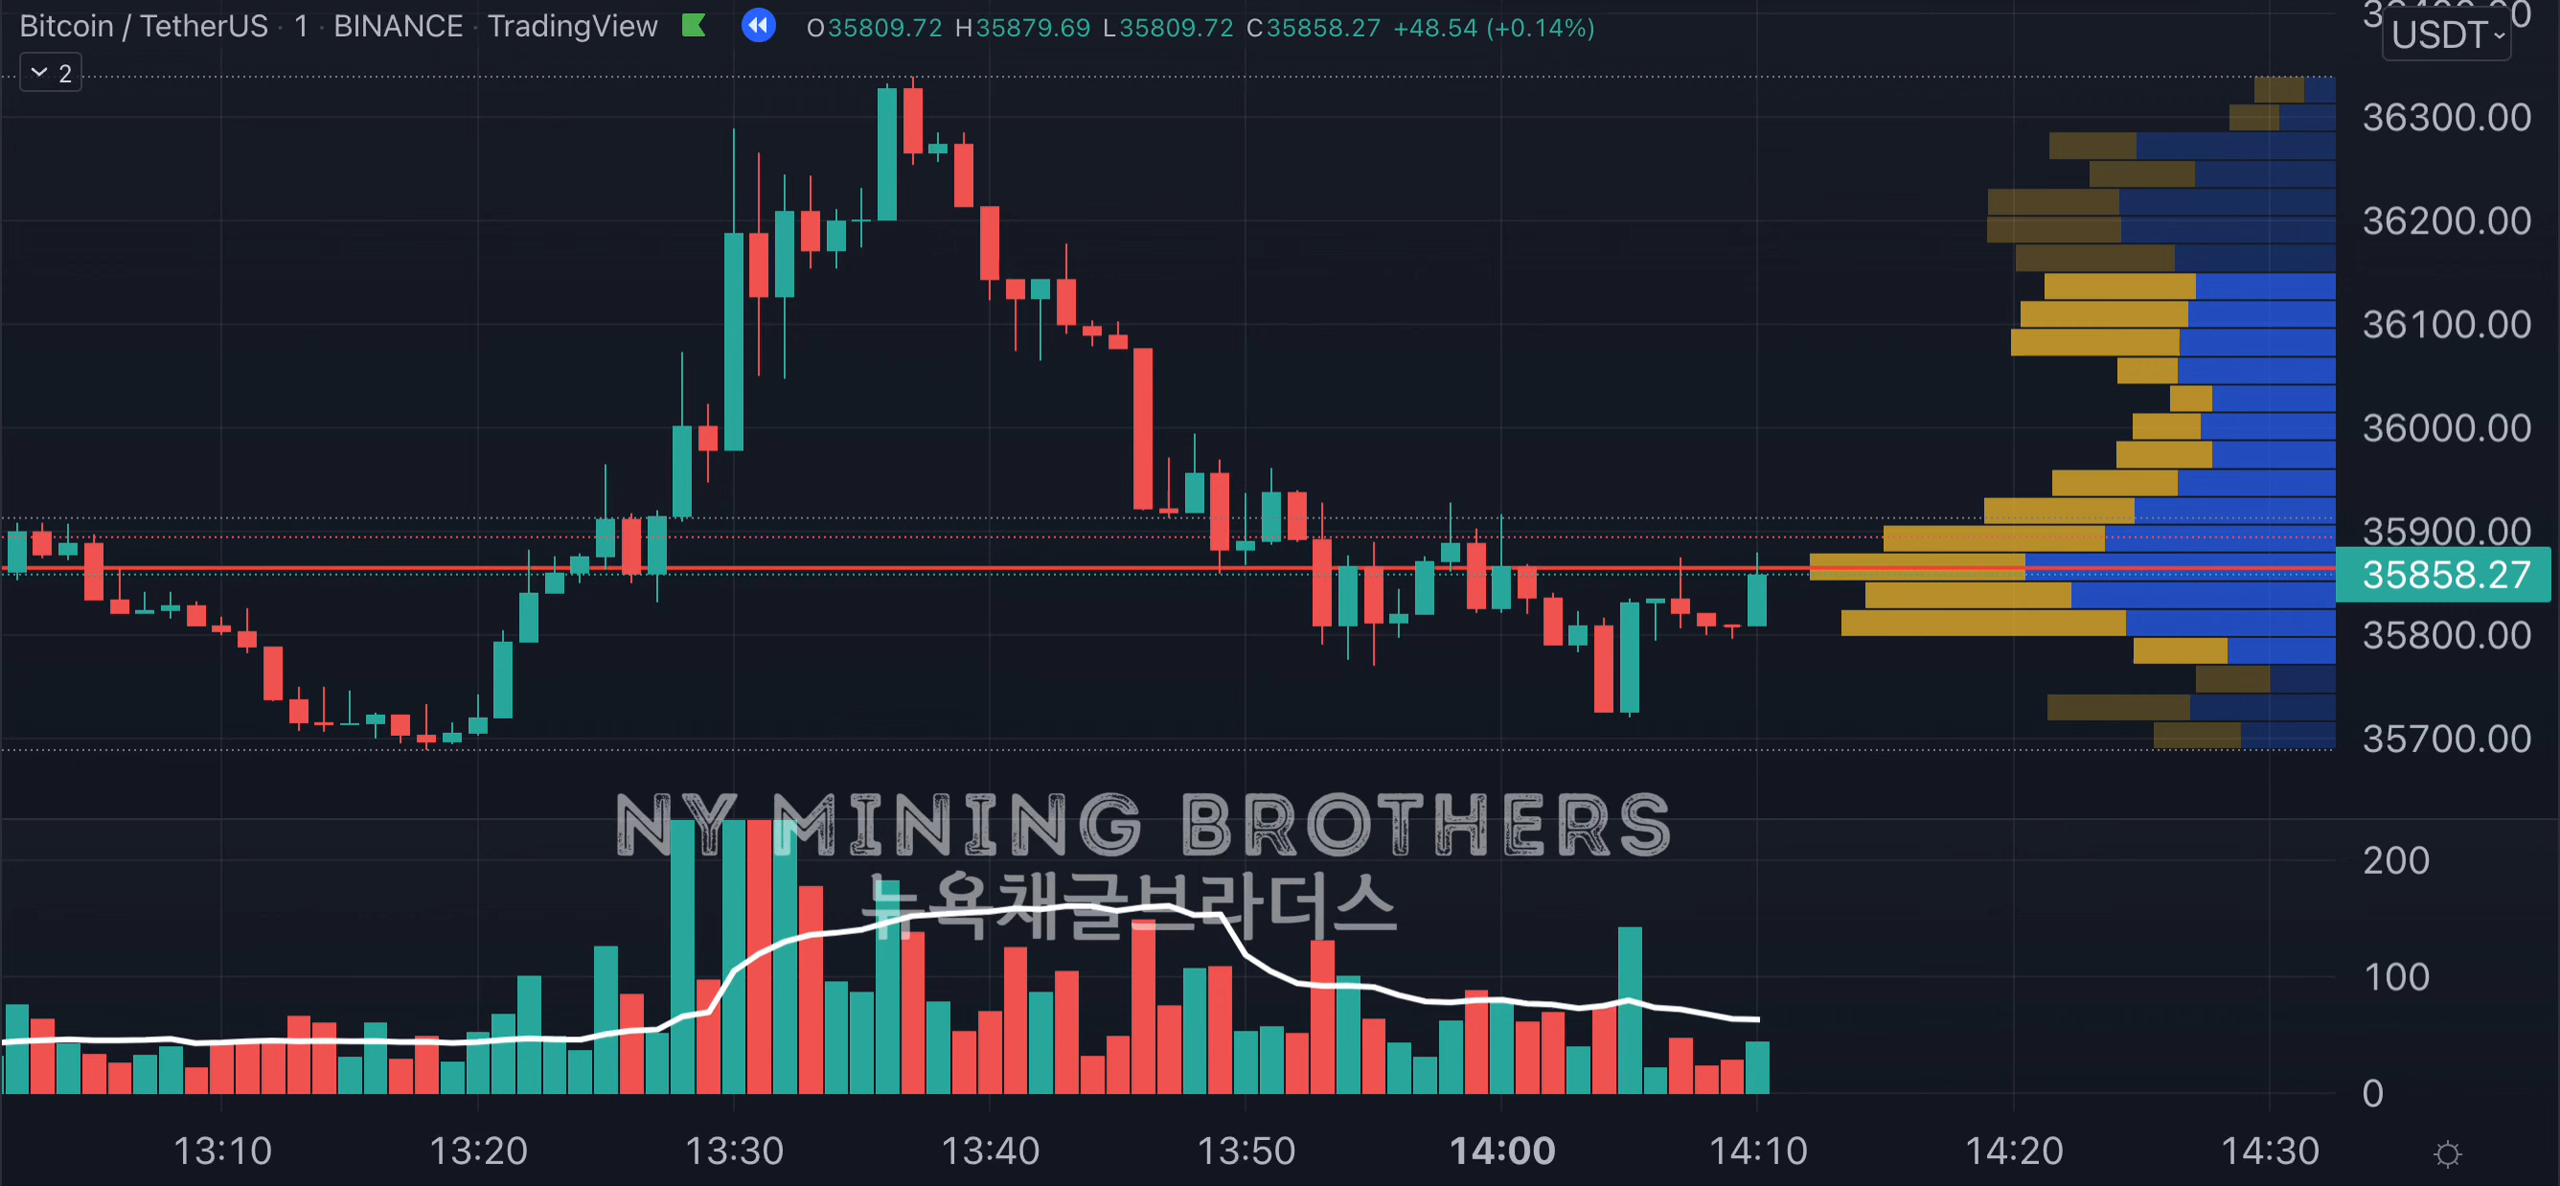 Bitcoin / TetherUS · 1 · BINANCE · TradingView O35809.72 H35879.69 L35809.72 C35858.27 +48.54 (+0.14%)
USDT
2
36300.00
36200.00
36100.00
36000.00
35900.00
35858.27
35800.00
35700.00
NY MINING BROTHERS
뉴욕채굴브라더스
200
100
0
13:10 13:20 13:30 13:40 13:50 14:00 14:10 14:20 14:30